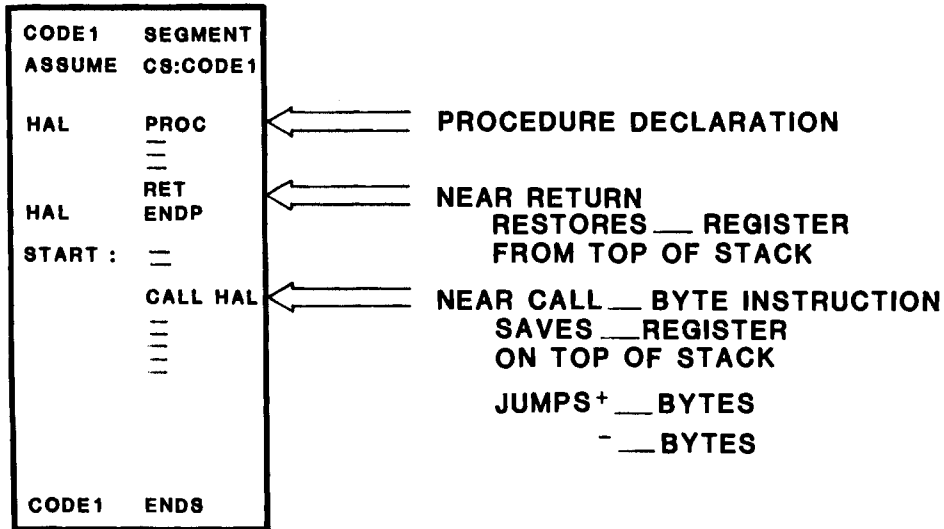 CODE1 SEGMENT
ASSUME CS:CODE1
HAL PROC
RET
HAL ENDP
START :
CALL HAL
CODE1 ENDS
PROCEDURE DECLARATION
NEAR RETURN
RESTORES __ REGISTER
FROM TOP OF STACK
NEAR CALL __ BYTE INSTRUCTION
SAVES __ REGISTER
ON TOP OF STACK
JUMPS + __ BYTES
- __ BYTES